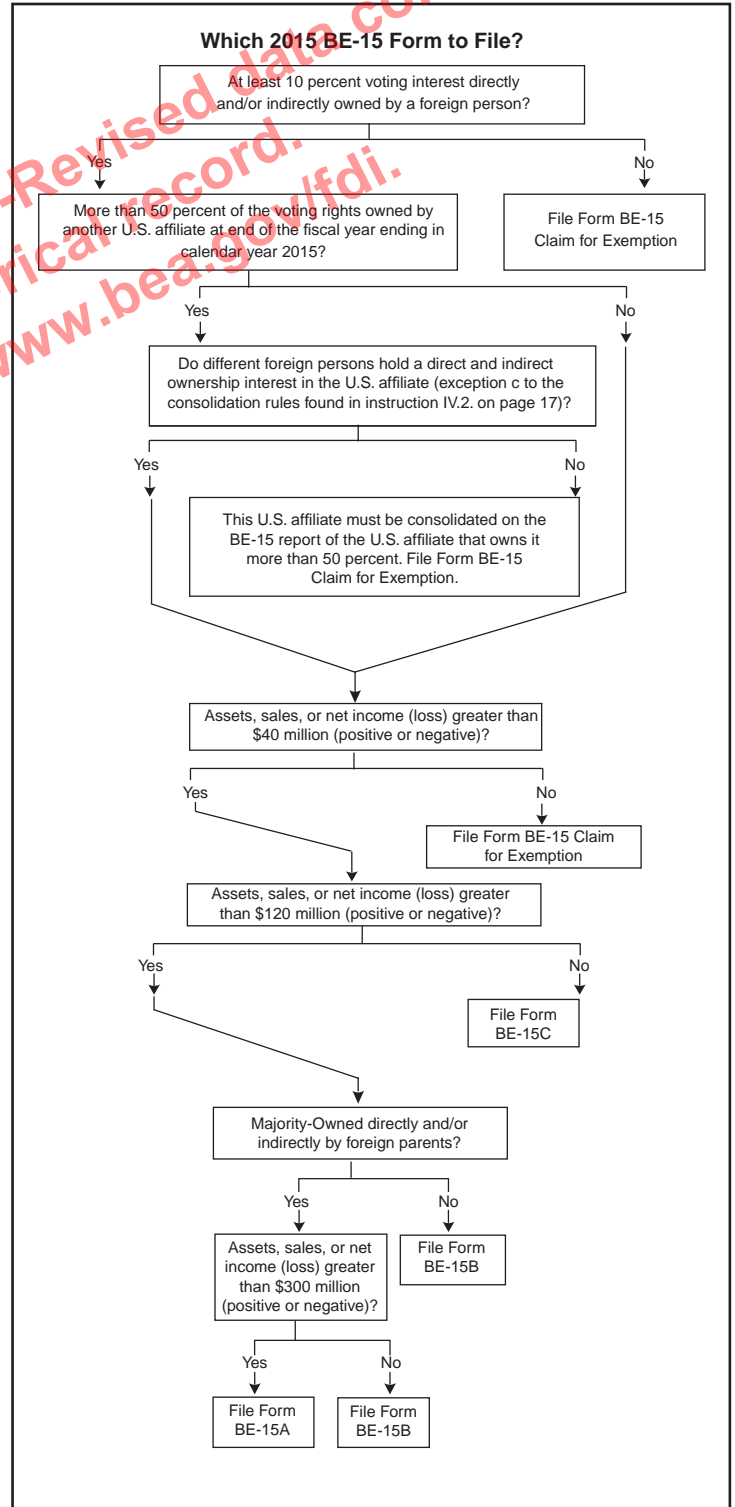 Which 2015 BE-15 Form to File?
At least 10 percent voting interest directly
and/or indirectly owned by a foreign person?
Yes
No
More than 50 percent of the voting rights owned by
another U.S. affiliate at end of the fiscal year ending in
calendar year 2015?
File Form BE-15
Claim for Exemption
Yes
No
Do different foreign persons hold a direct and indirect
ownership interest in the U.S. affiliate (exception c to the
consolidation rules found in instruction IV.2. on page 17)?
Yes
No
This U.S. affiliate must be consolidated on the
BE-15 report of the U.S. affiliate that owns it
more than 50 percent. File Form BE-15
Claim for Exemption.
Assets, sales, or net income (loss) greater than
$40 million (positive or negative)?
Yes
No
File Form BE-15 Claim
for Exemption
Assets, sales, or net income (loss) greater
than $120 million (positive or negative)?
Yes
No
File Form
BE-15C
Majority-Owned directly and/or
indirectly by foreign parents?
Yes
No
Assets, sales, or net
income (loss) greater
than $300 million
(positive or negative)?
File Form
BE-15B
Yes
No
File Form
BE-15A
File Form
BE-15B
-Revised data
record.
www.bea.gov/fdi.